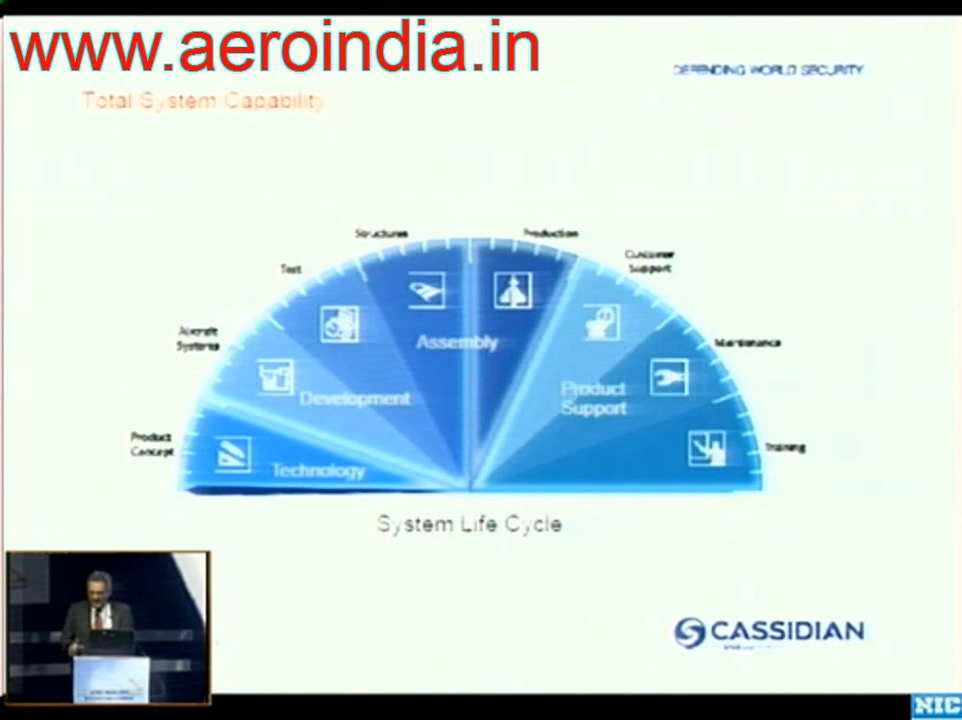 www.aeroindia.in
DEFENDING WORLD SECURITY
Total System Capability
Structures
Production
Test
Customer
Support
Aircraft
Systems
Assembly
Maintenance
Development
Product
Support
Product
Concept
Technology
Training
System Life Cycle
CASSIDIAN
NIC